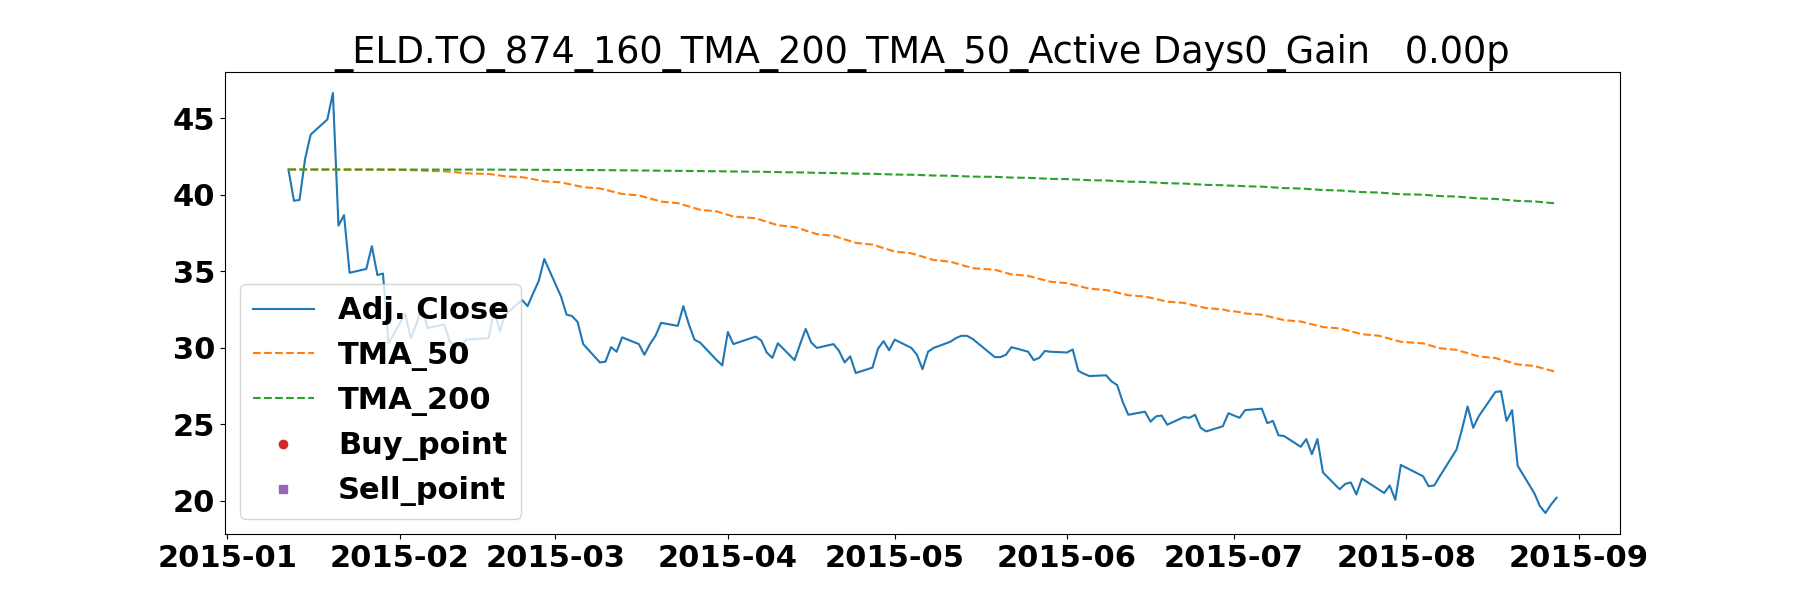 _ELD.TO_874_160_TMA_200_TMA_50_Active Days0_Gain   0.00p
45
40
35
30
25
20
Adj. Close
TMA_50
TMA_200
Buy_point
Sell_point
2015-01 2015-02 2015-03 2015-04 2015-05 2015-06 2015-07 2015-08 2015-09